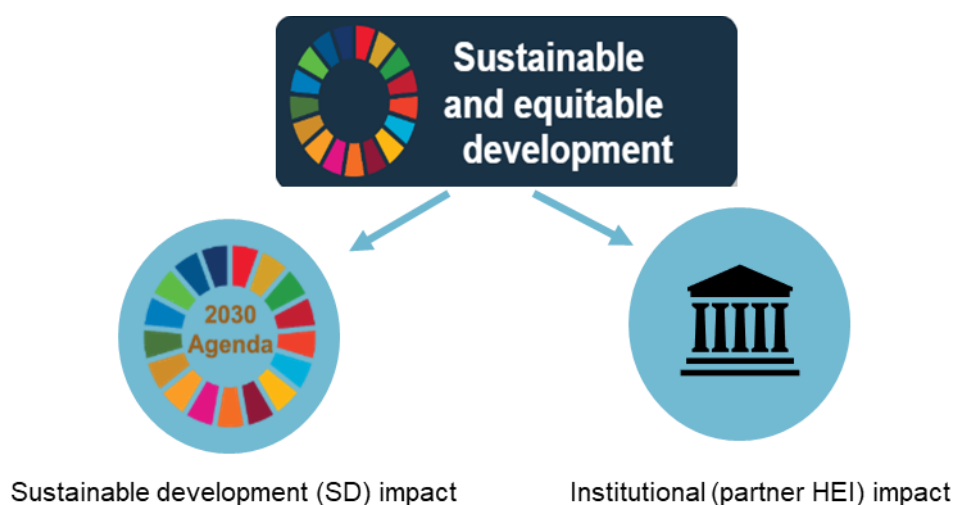 Sustainable
and equitable
development
2030
Agenda
Sustainable development (SD) impact
Institutional (partner HEI) impact